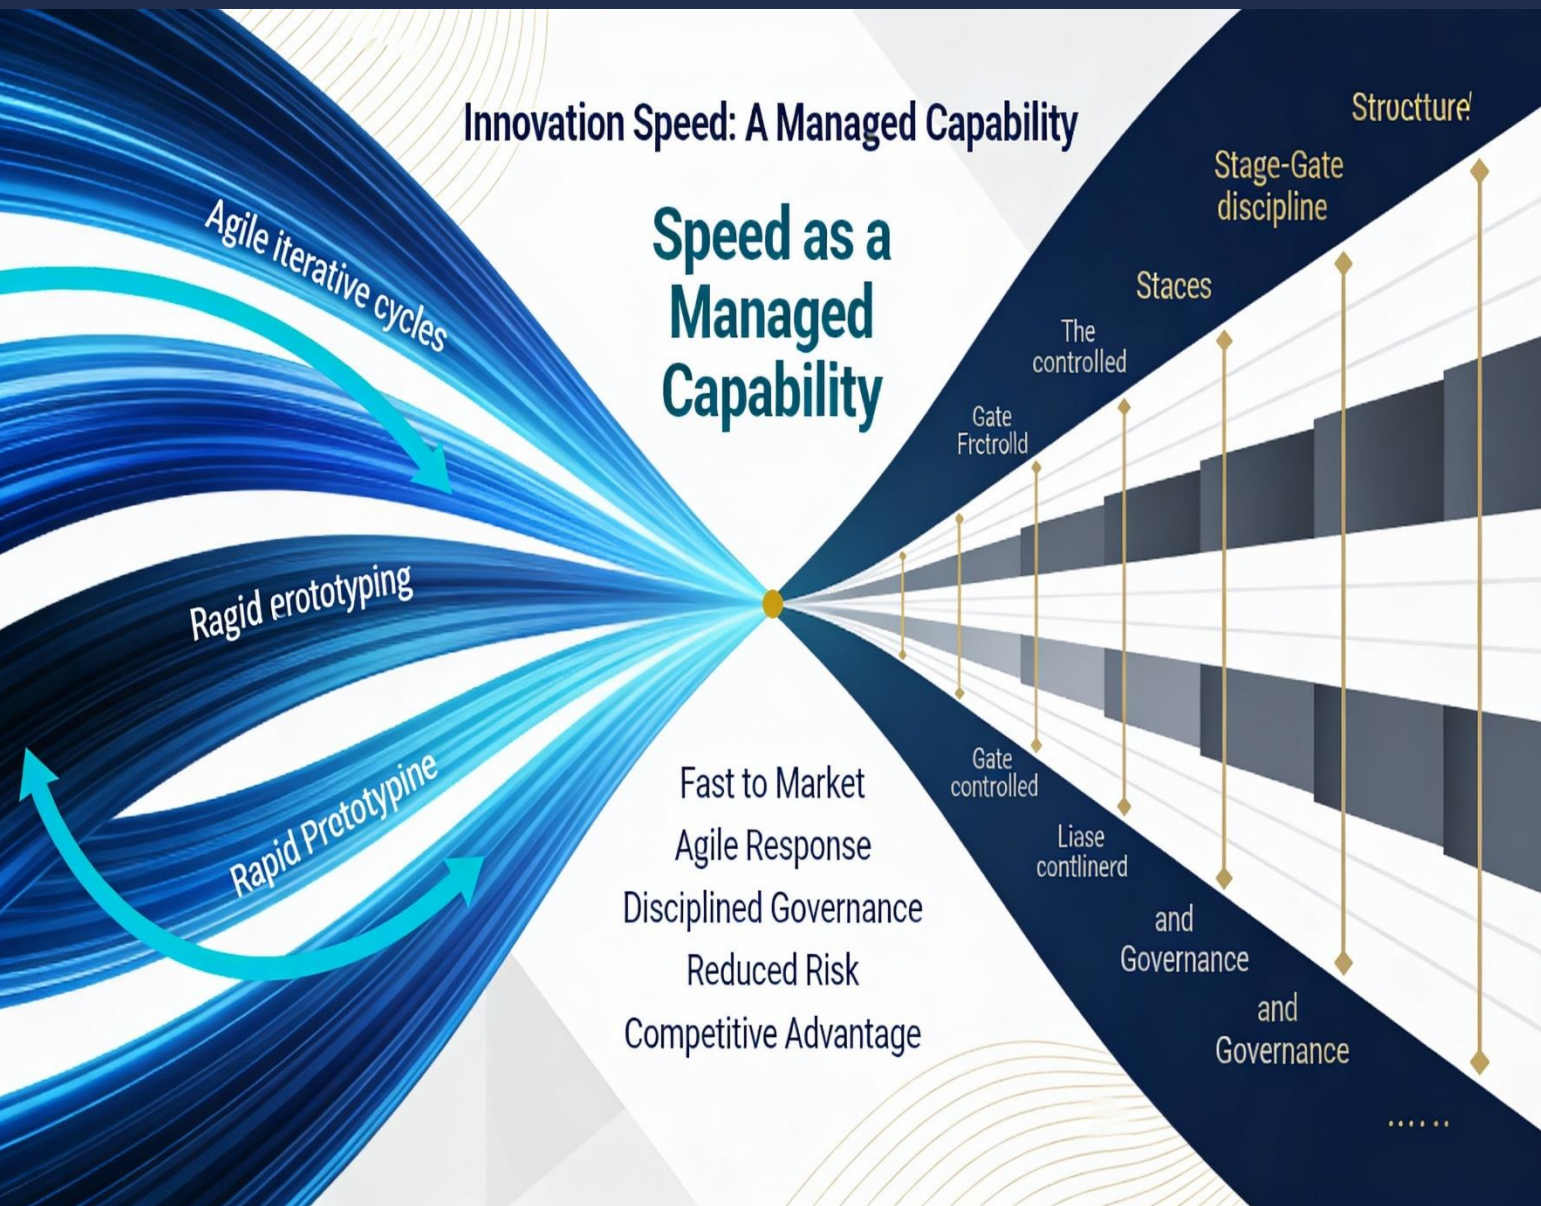 Innovation Speed: A Managed Capability
Speed as a
Managed
Capability
Agile iterative cycles
Ragid erototyping
Rapid Prctotypine
Fast to Market
Agile Response
Disciplined Governance
Reduced Risk
Competitive Advantage
Structture!
Stage-Gate
discipline
Staces
The
controlled
Gate
Frctrolld
Gate
controlled
Liase
contlinerd
and
Governance
and
Governance
......